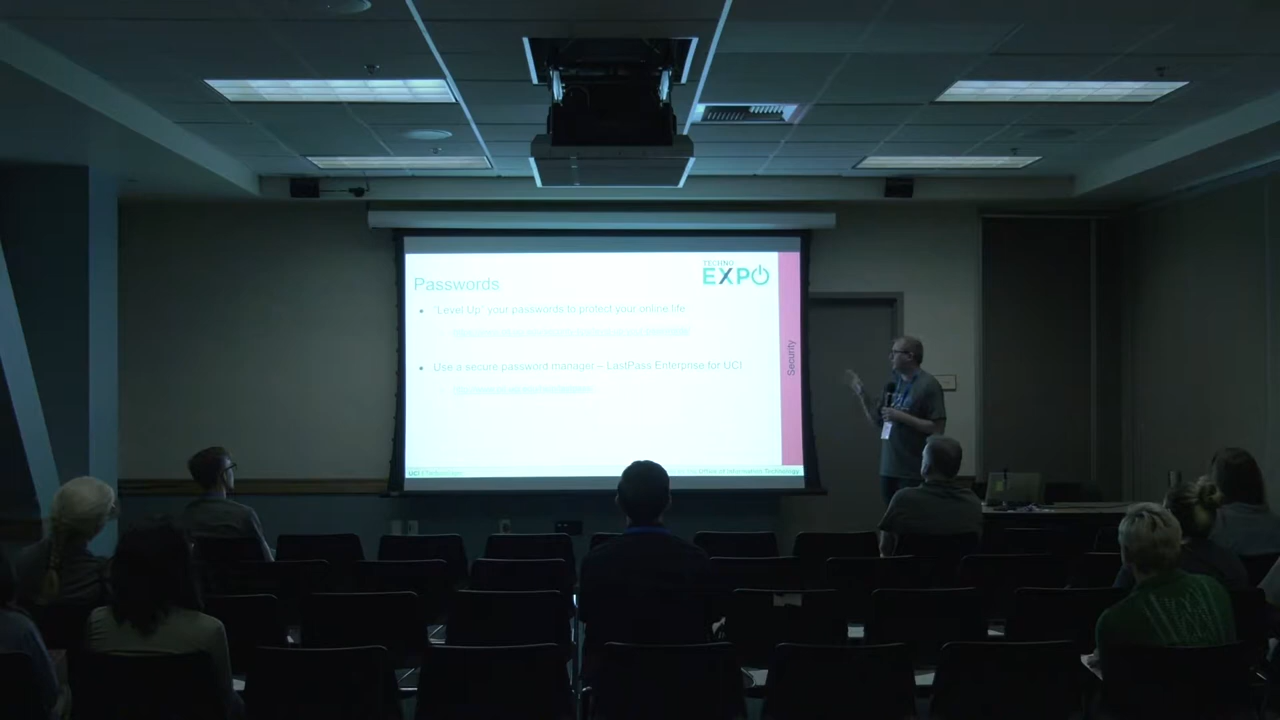 TECHNO
EXPO
Passwords
• "Level Up" your passwords to protect your online life
• Use a secure password manager – LastPass Enterprise for UCI
Security
UCI
Office of Information Technology